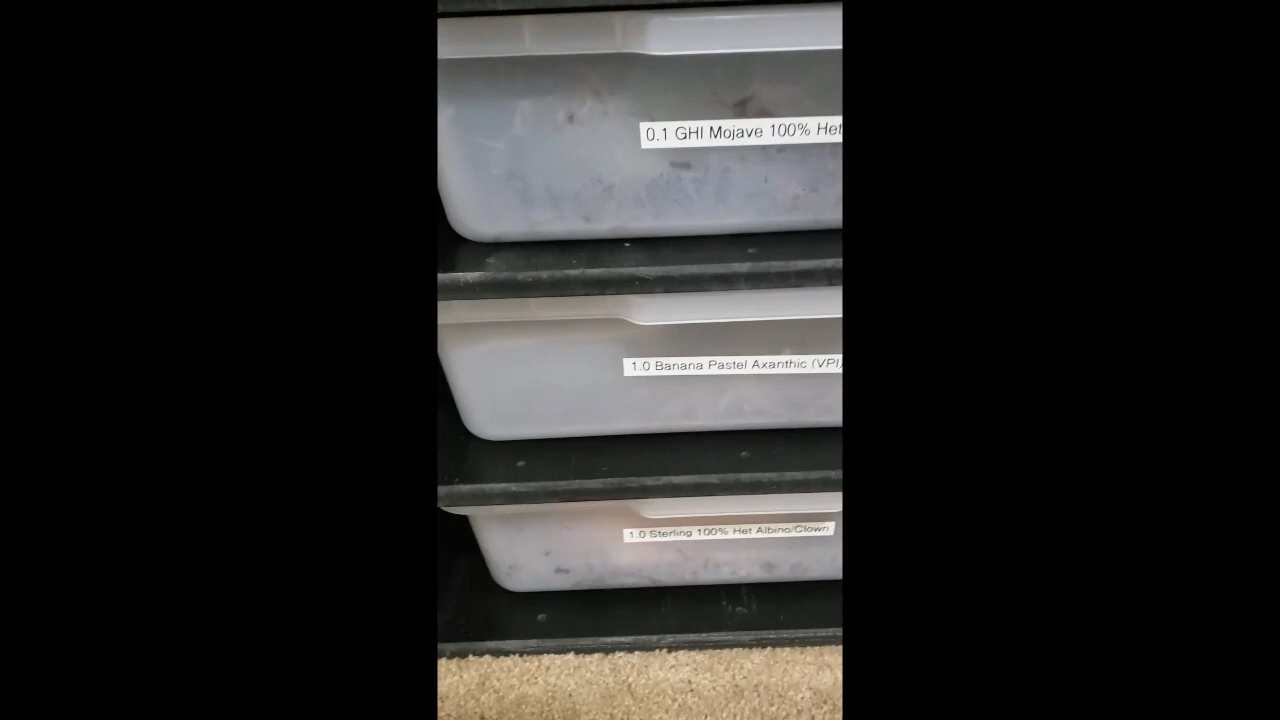 0.1 GHI Mojave 100% Het
1.0 Banana Pastel Axanthic (VPI)
1.0 Sterling 100% Het Albino/Clown